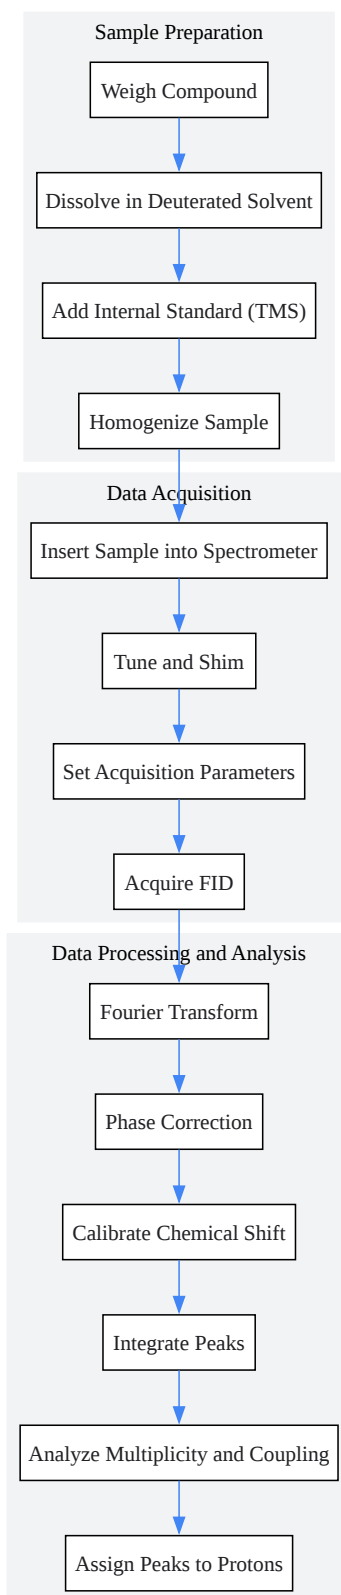 Sample Preparation
Weigh Compound
Dissolve in Deuterated Solvent
Add Internal Standard (TMS)
Homogenize Sample
Data Acquisition
Insert Sample into Spectrometer
Tune and Shim
Set Acquisition Parameters
Acquire FID
Data Processing and Analysis
Fourier Transform
Phase Correction
Calibrate Chemical Shift
Integrate Peaks
Analyze Multiplicity and Coupling
Assign Peaks to Protons